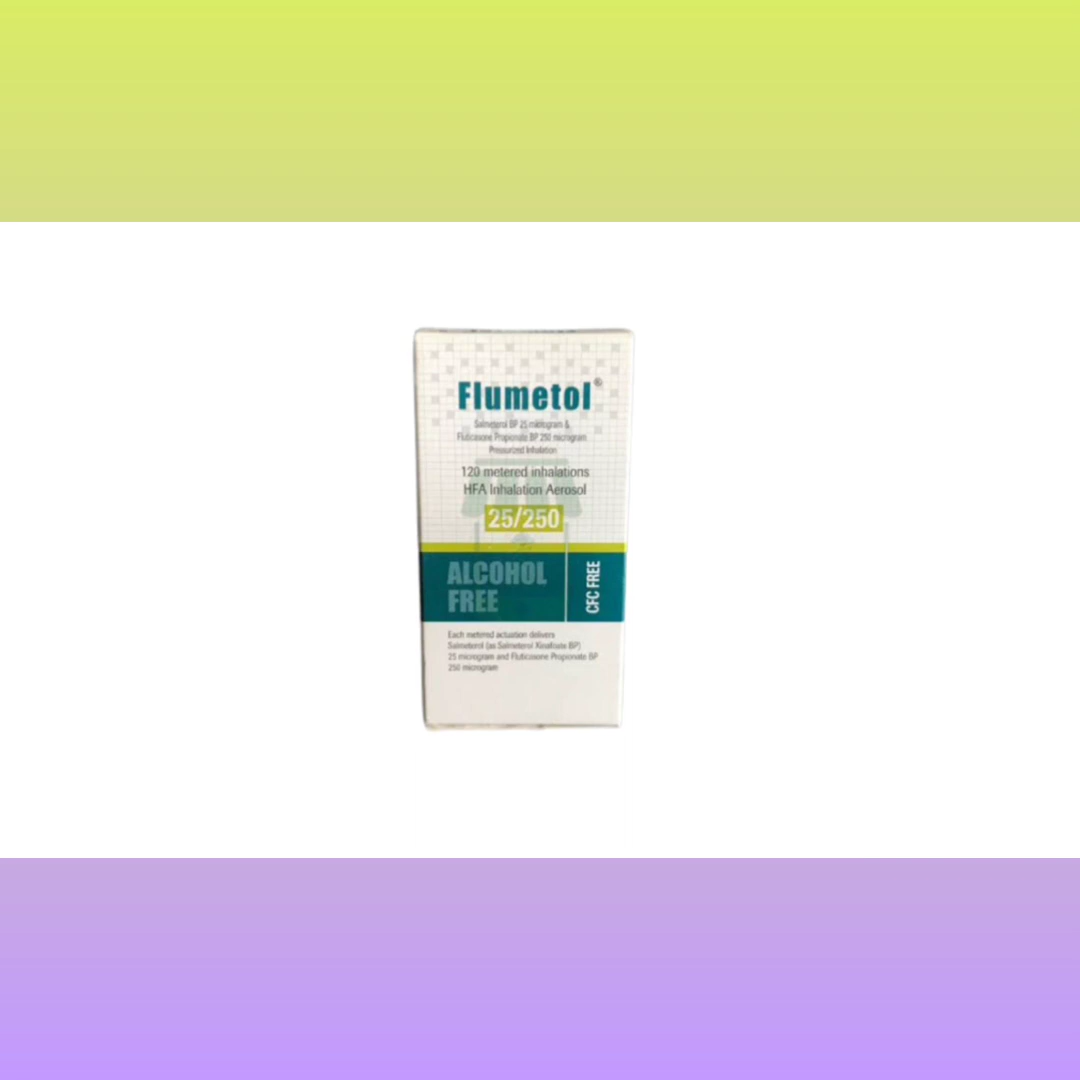 Flumetol®
Salmeterol BP 25 microgram &
Fluticasone Propionate BP 250 microgram
Pressurized Inhalation
120 metered inhalations
HFA Inhalation Aerosol
25/250
ALCOHOL
FREE
CFC FREE
Each metered actuation delivers
Salmeterol (as Salmeterol Xinafoate BP)
25 microgram and Fluticasone Propionate BP
250 microgram